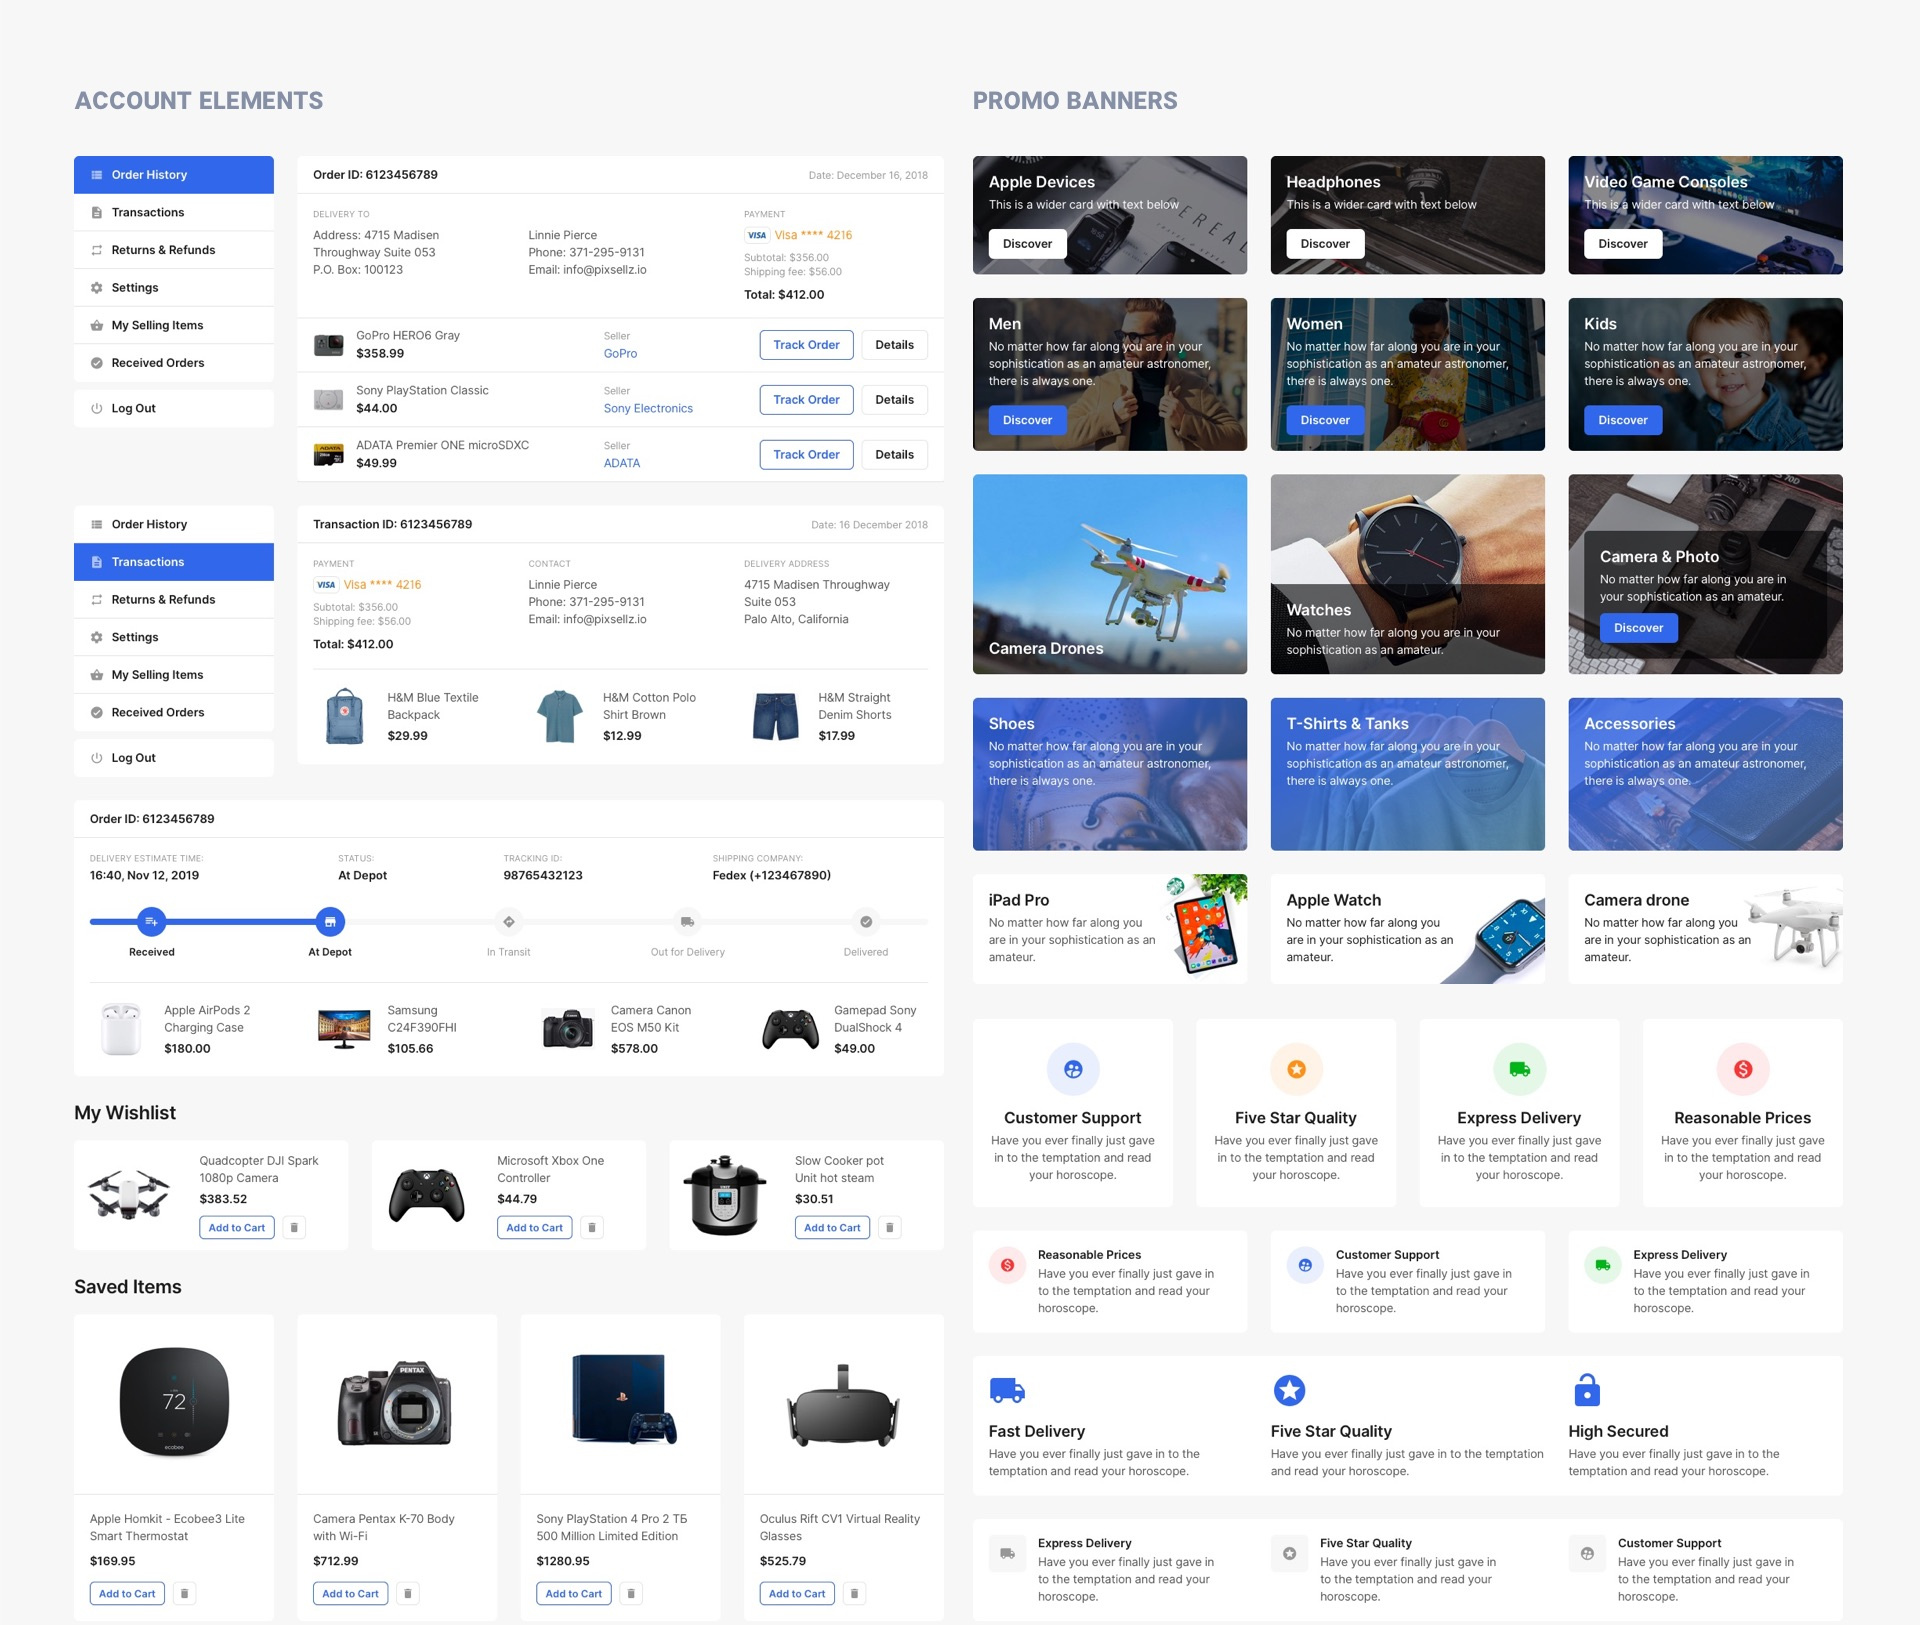 ACCOUNT ELEMENTS
Order History
Transactions
Returns & Refunds
Settings
My Selling Items
Received Orders
Log Out
Order ID: 6123456789
Date: December 16, 2018
DELIVERY TO
Address: 4715 Madisen
Throughway Suite 053
P.O. Box: 100123
Linnie Pierce
Phone: 371-295-9131
Email: info@pixsellz.io
PAYMENT
VISA Visa **** 4216
Subtotal: $356.00
Shipping fee: $56.00
Total: $412.00
GoPro HERO6 Gray
$358.99
Seller
GoPro
Track Order
Details
Sony PlayStation Classic
$44.00
Seller
Sony Electronics
Track Order
Details
ADATA
ADATA Premier ONE microSDXC
$49.99
Seller
ADATA
Track Order
Details
Order History
Transactions
Returns & Refunds
Settings
My Selling Items
Received Orders
Log Out
Transaction ID: 6123456789
Date: 16 December 2018
PAYMENT
VISA Visa **** 4216
Subtotal: $356.00
Shipping fee: $56.00
Total: $412.00
CONTACT
Linnie Pierce
Phone: 371-295-9131
Email: info@pixsellz.io
DELIVERY ADDRESS
4715 Madisen Throughway
Suite 053
Palo Alto, California
H&M Blue Textile
Backpack
$29.99
H&M Cotton Polo
Shirt Brown
$12.99
H&M Straight
Denim Shorts
$17.99
Order ID: 6123456789
DELIVERY ESTIMATE TIME:
16:40, Nov 12, 2019
STATUS:
At Depot
TRACKING ID:
98765432123
SHIPPING COMPANY:
Fedex (+123467890)
Received
At Depot
In Transit
Out for Delivery
Delivered
Apple AirPods 2
Charging Case
$180.00
Samsung
C24F390FHI
$105.66
Camera Canon
EOS M50 Kit
$578.00
Gamepad Sony
DualShock 4
$49.00
My Wishlist
Quadcopter DJI Spark
1080p Camera
$383.52
Add to Cart
Microsoft Xbox One
Controller
$44.79
Add to Cart
Slow Cooker pot
Unit hot steam
$30.51
Add to Cart
Saved Items
72
ecobee
Apple Homkit - Ecobee3 Lite
Smart Thermostat
$169.95
Add to Cart
PENTAX
Camera Pentax K-70 Body
with Wi-Fi
$712.99
Add to Cart
Sony PlayStation 4 Pro 2 ТБ
500 Million Limited Edition
$1280.95
Add to Cart
Oculus Rift CV1 Virtual Reality
Glasses
$525.79
Add to Cart
PROMO BANNERS
Apple Devices
This is a wider card with text below
Discover
CEREAL
Headphones
This is a wider card with text below
Discover
Video Game Consoles
This is a wider card with text below
Discover
Men
No matter how far along you are in your
sophistication as an amateur astronomer,
there is always one.
Discover
Women
No matter how far along you are in your
sophistication as an amateur astronomer,
there is always one.
Discover
Kids
No matter how far along you are in your
sophistication as an amateur astronomer,
there is always one.
Discover
Camera Drones
Watches
No matter how far along you are in your
sophistication as an amateur.
Camera & Photo
No matter how far along you are in
your sophistication as an amateur.
Discover
Shoes
No matter how far along you are in your
sophistication as an amateur astronomer,
there is always one.
T-Shirts & Tanks
No matter how far along you are in your
sophistication as an amateur astronomer,
there is always one.
Accessories
No matter how far along you are in your
sophistication as an amateur astronomer,
there is always one.
iPad Pro
No matter how far along you
are in your sophistication as an
amateur.
Apple Watch
No matter how far along you
are in your sophistication as an
amateur.
Camera drone
No matter how far along you
are in your sophistication as an
amateur.
Customer Support
Have you ever finally just gave
in to the temptation and read
your horoscope.
Five Star Quality
Have you ever finally just gave
in to the temptation and read
your horoscope.
Express Delivery
Have you ever finally just gave
in to the temptation and read
your horoscope.
Reasonable Prices
Have you ever finally just gave
in to the temptation and read
your horoscope.
Reasonable Prices
Have you ever finally just gave in
to the temptation and read your
horoscope.
Customer Support
Have you ever finally just gave in
to the temptation and read your
horoscope.
Express Delivery
Have you ever finally just gave in
to the temptation and read your
horoscope.
Fast Delivery
Have you ever finally just gave in to the
temptation and read your horoscope.
Five Star Quality
Have you ever finally just gave in to the temptation
and read your horoscope.
High Secured
Have you ever finally just gave in to the
temptation and read your horoscope.
Express Delivery
Have you ever finally just gave in
to the temptation and read your
horoscope.
Five Star Quality
Have you ever finally just gave in
to the temptation and read your
horoscope.
Customer Support
Have you ever finally just gave in
to the temptation and read your
horoscope.